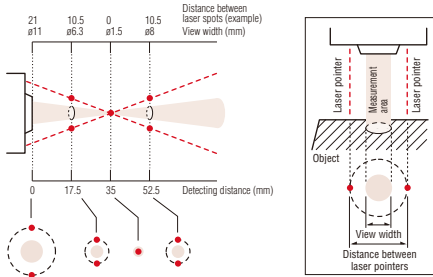 21 10.5 0 10.5 Distance between laser spots (example)
ø11 ø6.3 ø1.5 ø8 View width (mm)
0 17.5 35 52.5 Detecting distance (mm)
Laser pointer
Measurement area
Laser pointer
Object
View width
Distance between
laser pointers